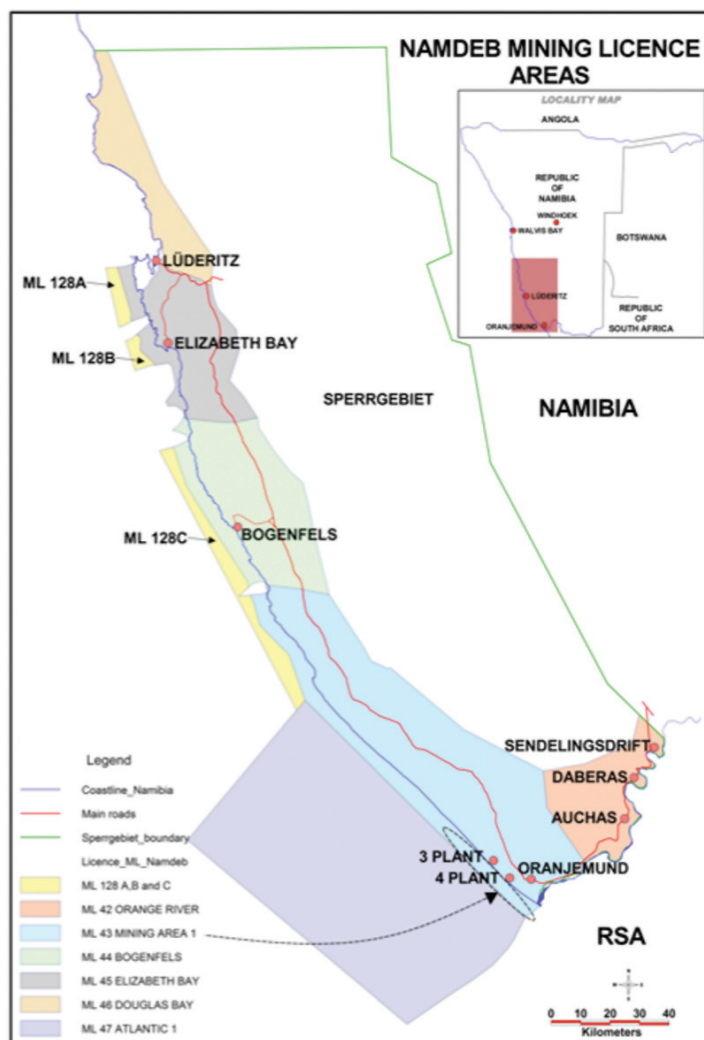 NAMDEB MINING LICENCE
AREAS
LOCALITY MAP
ANGOLA
REPUBLIC
OF
NAMIBIA
WINDHOEK
WALVIS BAY
BOTSWANA
LÜDERITZ
REPUBLIC
OF
SOUTH AFRICA
ORANJEMUND
LÜDERITZ
ML 128A
ELIZABETH BAY
ML 128B
SPERRGEBIET
NAMIBIA
BOGENFELS
ML 128C
SENDELINGSDRIFT
DABERAS
AUCHAS
3 PLANT
ORANJEMUND
4 PLANT
RSA
Legend
Coastline_Namibia
Main roads
Sperrgebiet_boundary
Licence_ML_Namdeb
ML 128 A,B and C
ML 42 ORANGE RIVER
ML 43 MINING AREA 1
ML 44 BOGENFELS
ML 45 ELIZABETH BAY
ML 46 DOUGLAS BAY
ML 47 ATLANTIC 1
0 10 20 30 40
Kilometers